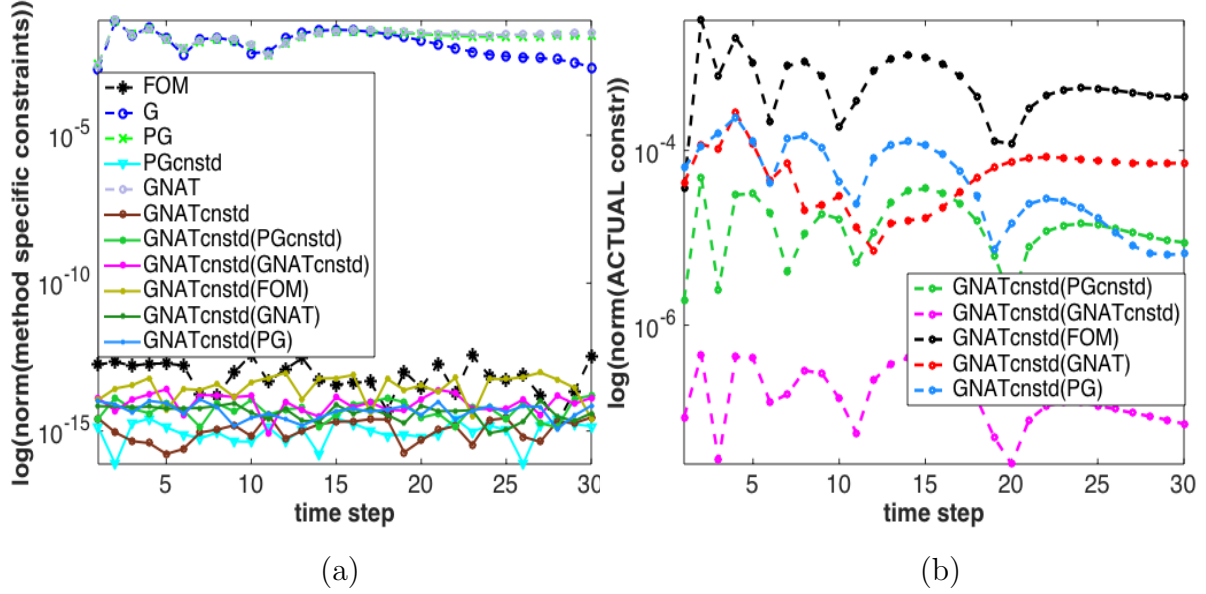 log(norm(method specific constraints))
10^-5
10^-10
10^-15
FOM
G
PG
PGcnstd
GNAT
GNATcnstd
GNATcnstd(PGcnstd)
GNATcnstd(GNATcnstd)
GNATcnstd(FOM)
GNATcnstd(GNAT)
GNATcnstd(PG)
5 10 15 20 25 30
time step
(a)
log(norm(ACTUAL constr))
10^-4
10^-6
GNATcnstd(PGcnstd)
GNATcnstd(GNATcnstd)
GNATcnstd(FOM)
GNATcnstd(GNAT)
GNATcnstd(PG)
5 10 15 20 25 30
time step
(b)